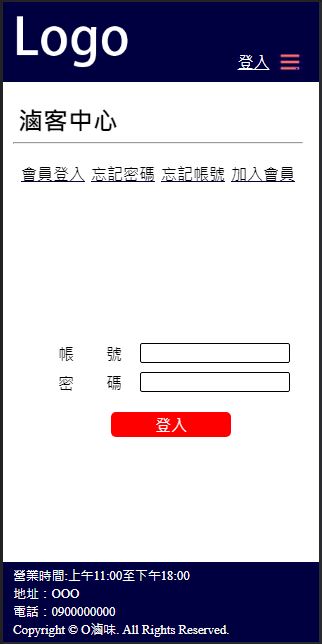 Logo
登入
滷客中心
會員登入 忘記密碼 忘記帳號 加入會員
帳 號
密 碼
登入
營業時間:上午11:00至下午18:00
地址：OOO
電話：0900000000
Copyright © O滷味. All Rights Reserved.